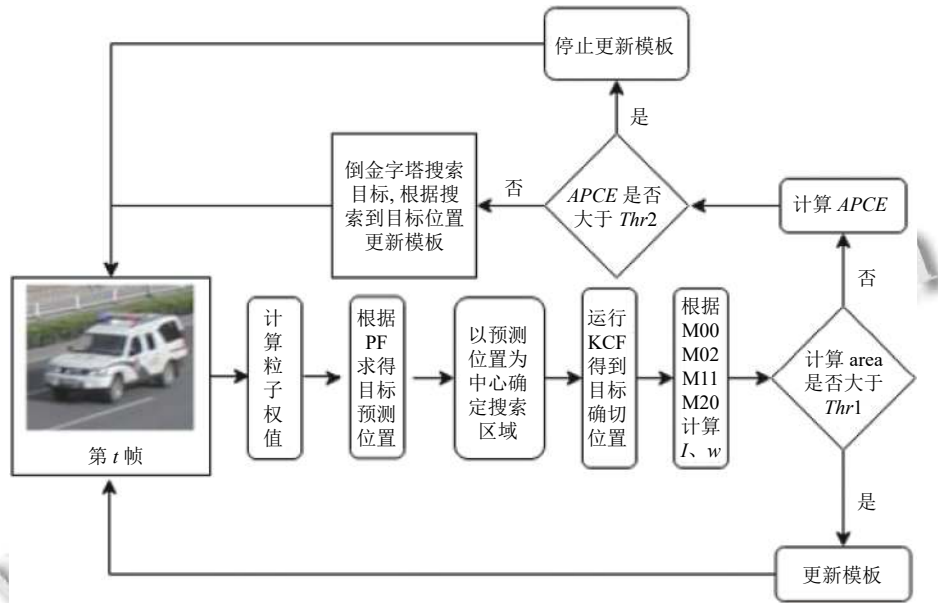 停止更新模板
是
倒金字塔搜索
目标, 根据搜
索到目标位置
更新模板
否
APCE 是否
大于 Thr2
计算 APCE
否
第 t 帧
计
算
粒
子
权
值
根据
PF
求得
目标
预测
位置
以预测
位置为
中心确
定搜索
区域
运行
KCF
得到
目标
确切
位置
根据
M00
M02
M11
M20
计算
I、w
计算 area
是否大于
Thr1
是
更新模板